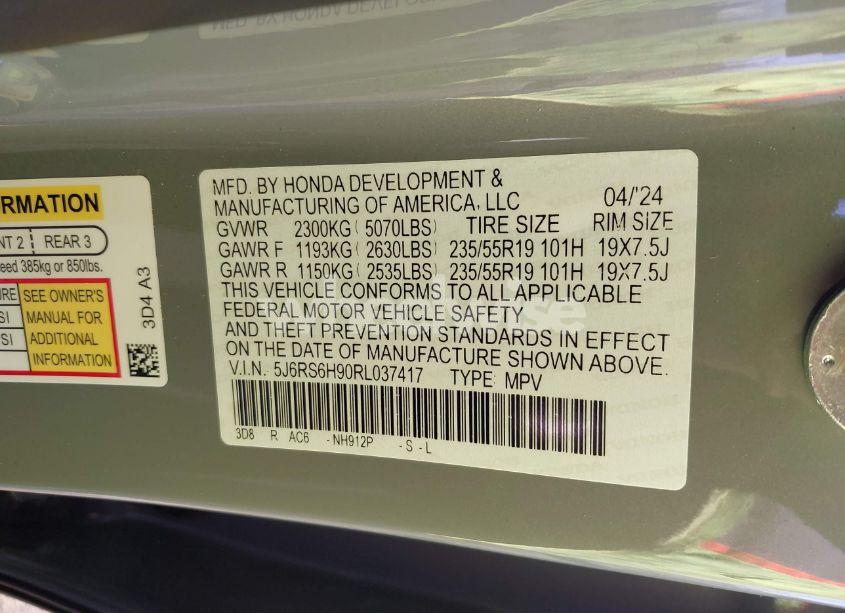 MFD. BY HONDA DEVELOPMENT &
MANUFACTURING OF AMERICA, LLC 04/'24
GVWR 2300KG( 5070LBS) TIRE SIZE RIM SIZE
GAWR F 1193KG( 2630LBS) 235/55R19 101H 19X7.5J
GAWR R 1150KG( 2535LBS) 235/55R19 101H 19X7.5J
THIS VEHICLE CONFORMS TO ALL APPLICABLE
FEDERAL MOTOR VEHICLE SAFETY
AND THEFT PREVENTION STANDARDS IN EFFECT
ON THE DATE OF MANUFACTURE SHOWN ABOVE.
V.I.N. 5J6RS6H90RL037417 TYPE: MPV
3D8 R AC6 -NH912P -S-L
RMATION
NT 2 REAR 3
eed 385kg or 850lbs.
URE SEE OWNER'S
SI MANUAL FOR
SI ADDITIONAL
INFORMATION
3D4 A3